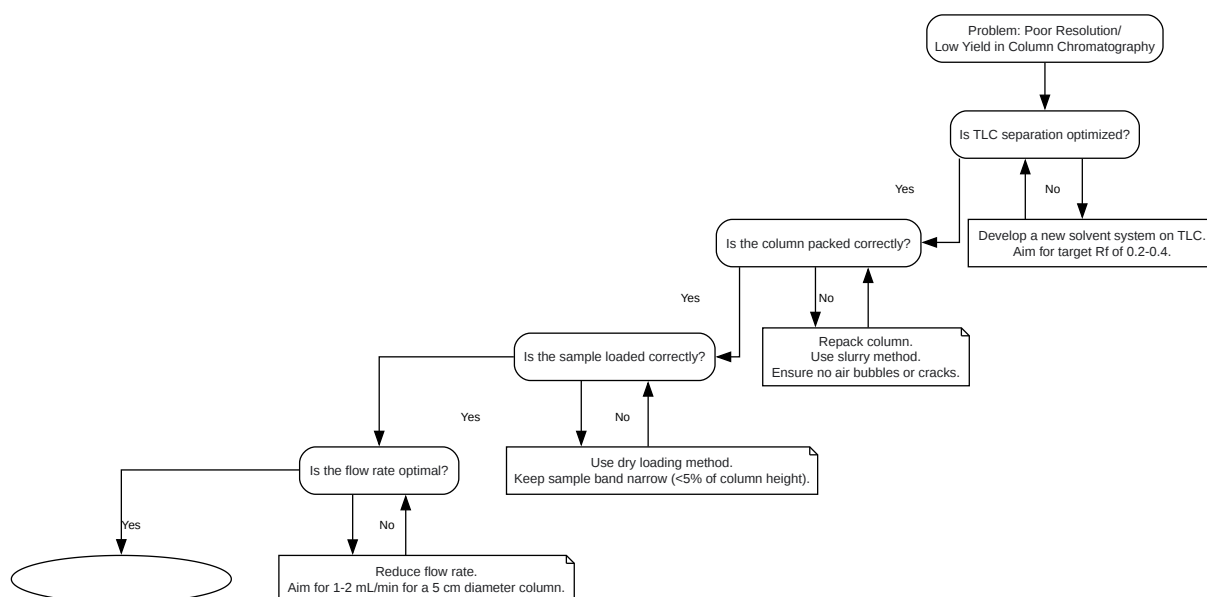 Problem: Poor Resolution/
Low Yield in Column Chromatography
Is TLC separation optimized?
Yes
No
Develop a new solvent system on TLC.
Aim for target Rf of 0.2-0.4.
Is the column packed correctly?
Yes
No
Repack column.
Use slurry method.
Ensure no air bubbles or cracks.
Is the sample loaded correctly?
Yes
No
Use dry loading method.
Keep sample band narrow (<5% of column height).
Is the flow rate optimal?
Yes
No
Reduce flow rate.
Aim for 1-2 mL/min for a 5 cm diameter column.